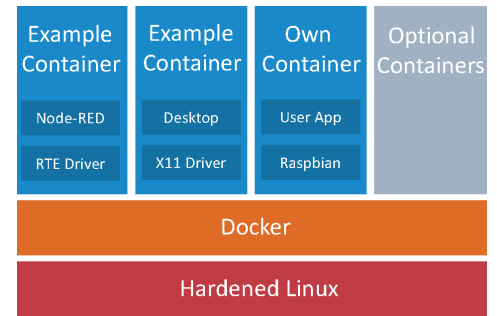 Example
Container
Node-RED
RTE Driver
Example
Container
Desktop
X11 Driver
Own
Container
User App
Raspbian
Optional
Containers
Docker
Hardened Linux